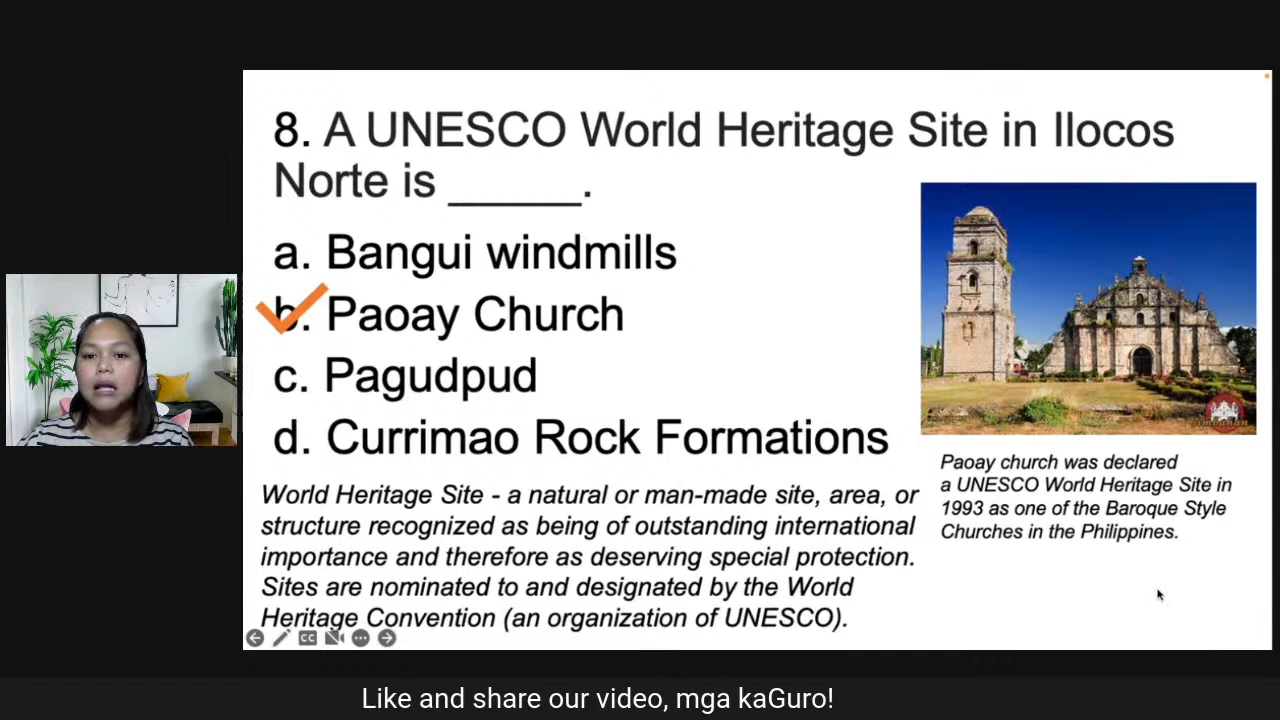 8. A UNESCO World Heritage Site in Ilocos
Norte is ______.
a. Bangui windmills
b. Paoay Church
c. Pagudpud
d. Currimao Rock Formations
World Heritage Site - a natural or man-made site, area, or
structure recognized as being of outstanding international
importance and therefore as deserving special protection.
Sites are nominated to and designated by the World
Heritage Convention (an organization of UNESCO).
Paoay church was declared
a UNESCO World Heritage Site in
1993 as one of the Baroque Style
Churches in the Philippines.
CC
Like and share our video, mga kaGuro!